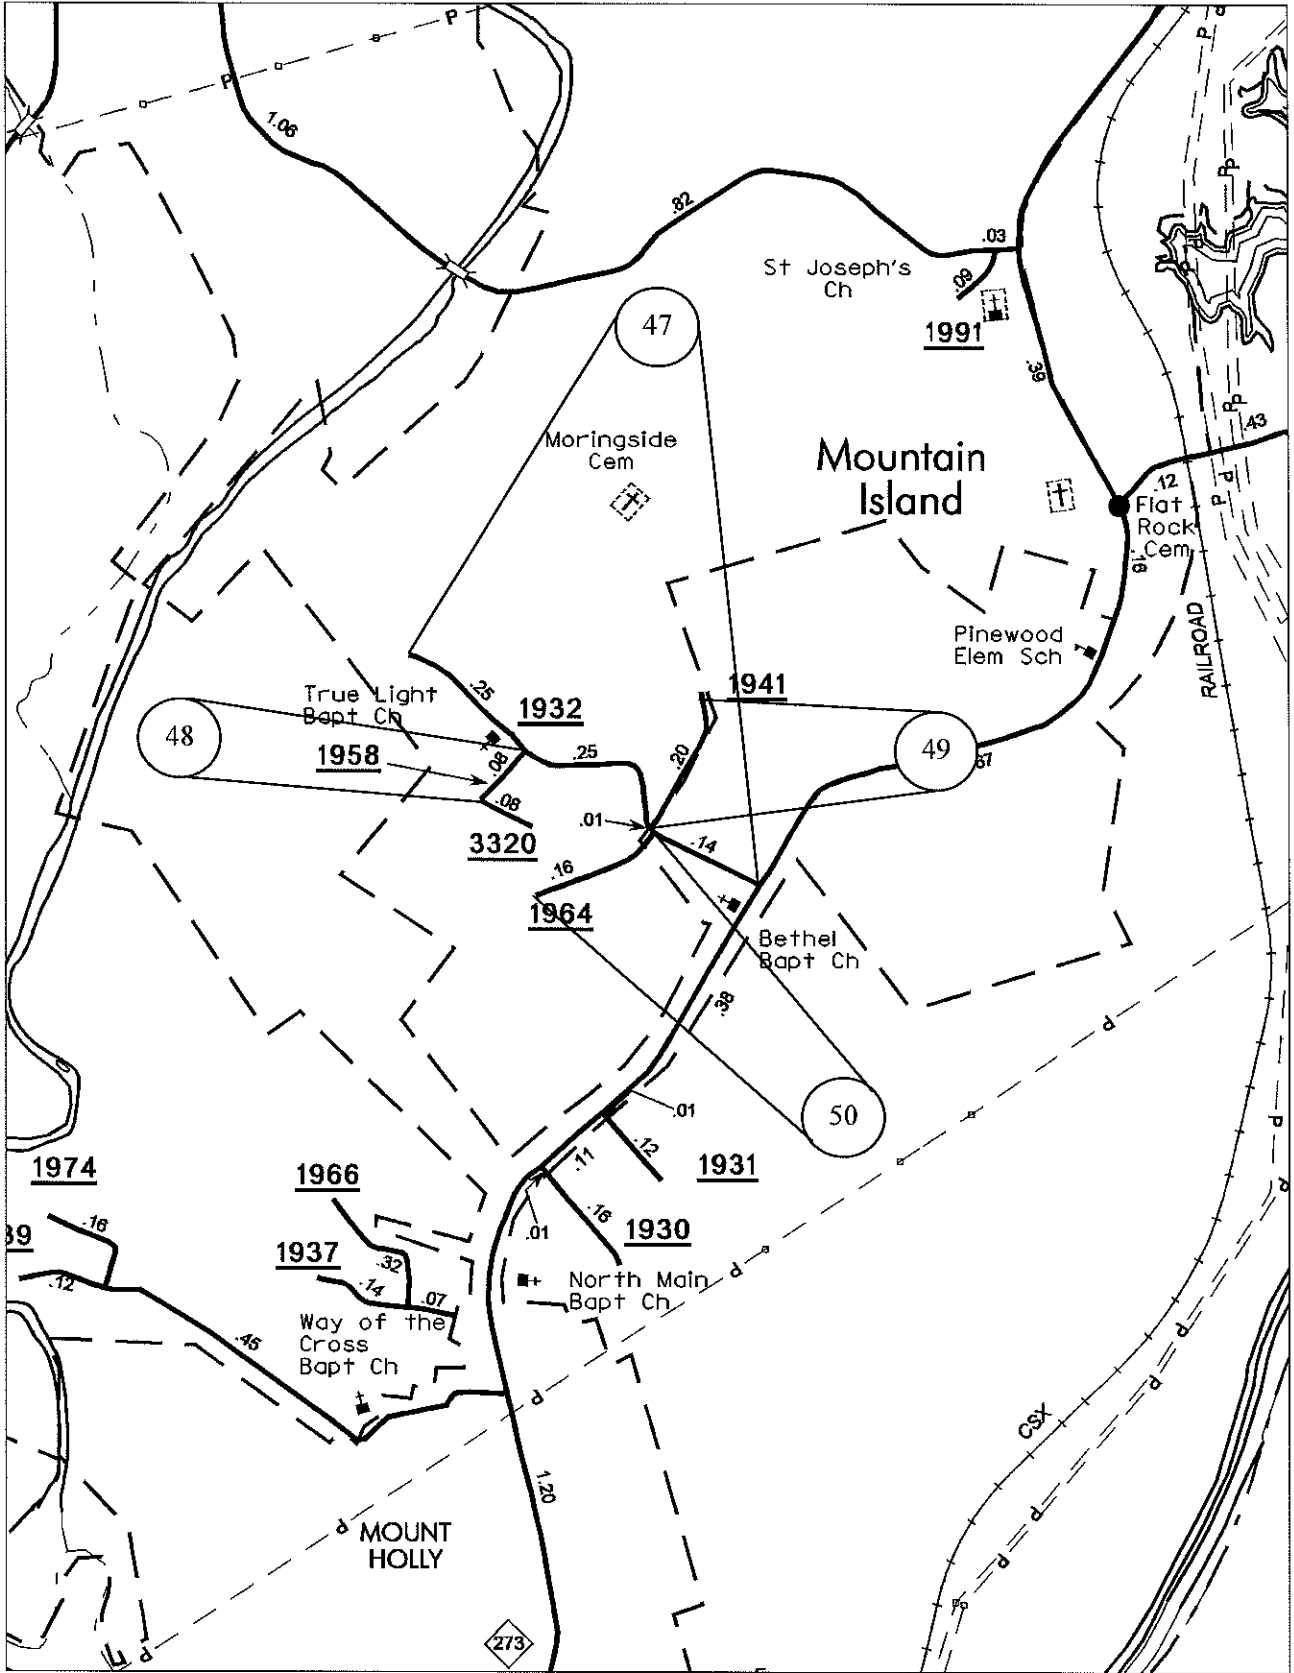 P
P
1.06
P
P
.82
.03
St Joseph's
Ch
.09
1991
P
P
P
47
.39
P
P
.43
Moringside
Cem
Mountain
Island
.12
P
P
Flat
Rock
Cem
.16
Pinewood
Elem Sch
RAILROAD
.25
True Light
Bapt Ch
1932
1941
48
1958
.08
.25
.20
49
.67
.08
3320
.01
.14
.16
1964
Bethel
Bapt Ch
.38
P
.01
50
P
.12
1931
.11
1974
1966
P
.16
.16
39
.01
1930
1937
.32
.12
.14
.07
North Main
Bapt Ch
P
Way of the
Cross
Bapt Ch
.45
P
P
P
CSX
1.20
P
P
MOUNT
HOLLY
P
P
273